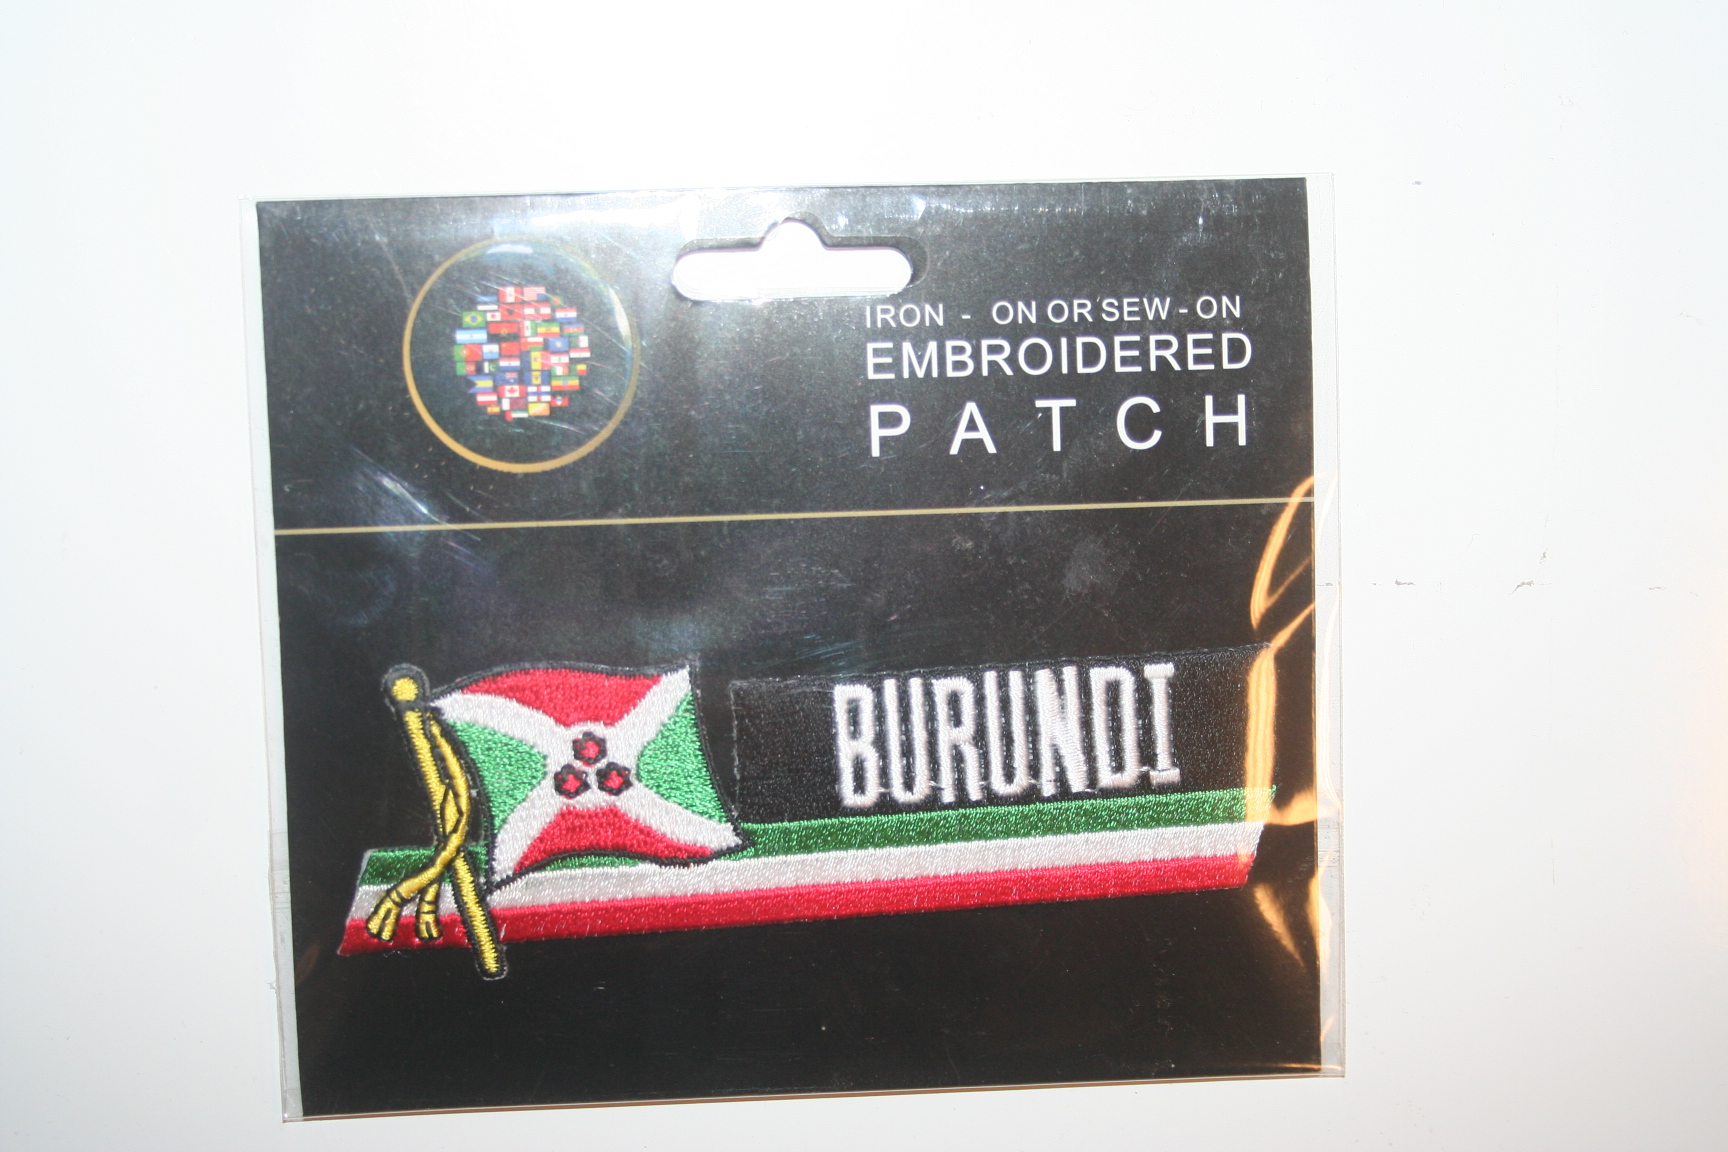 IRON - ON OR SEW - ON
EMBROIDERED
PATCH
BURUNDI